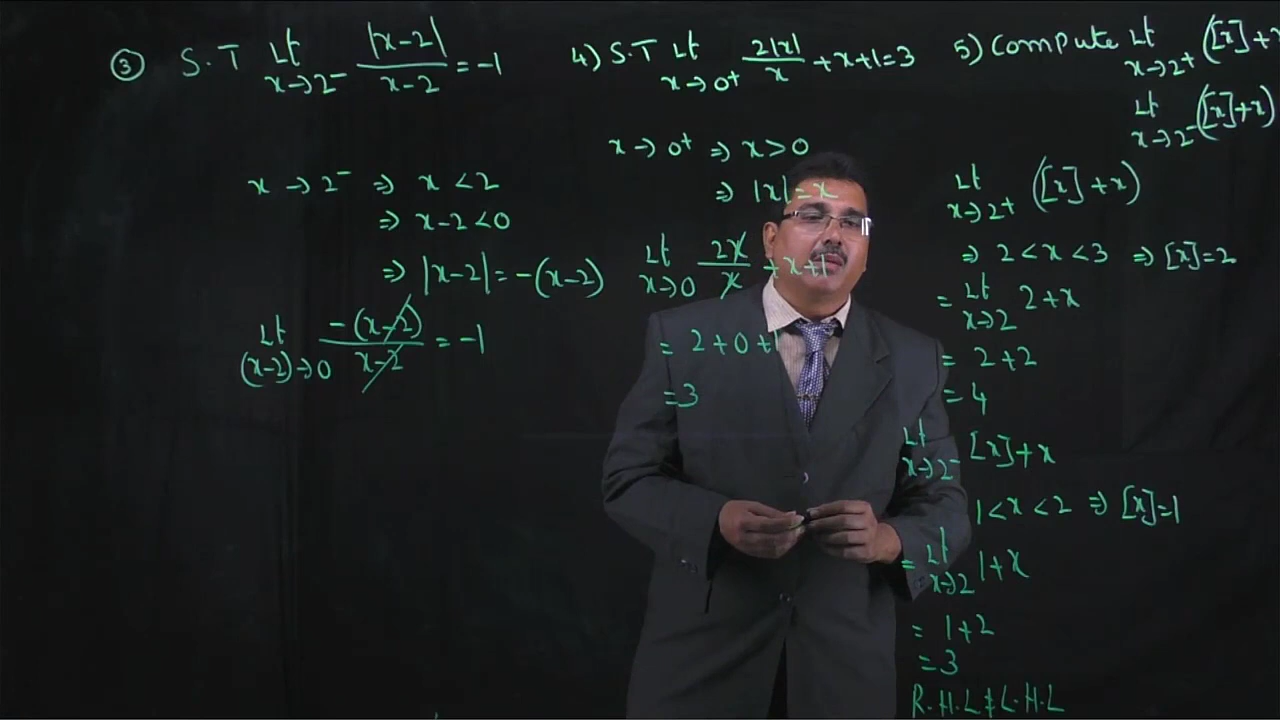 ③ S.T Lt x→2⁻ |x-2|/(x-2) = -1
x → 2⁻ ⇒ x < 2
⇒ x-2 < 0
⇒ |x-2| = -(x-2)
Lt (x-2)→0 -(x-2)/(x-2) = -1
4) S.T Lt x→0⁺ 2|x|/x + x+1 = 3
x → 0⁺ ⇒ x > 0
⇒ |x| = x
Lt x→0 2x/x + x+1
= 2+0+1
= 3
5) Compute Lt x→2⁺ ([x]+x
Lt x→2⁻ ([x]+x)
Lt x→2⁺ ([x]+x)
⇒ 2 < x < 3 ⇒ [x]=2
= Lt x→2 2+x
= 2+2
= 4
Lt x→2⁻ [x]+x
1 < x < 2 ⇒ [x]=1
= Lt x→2 1+x
= 1+2
= 3
R.H.L ≠ L.H.L